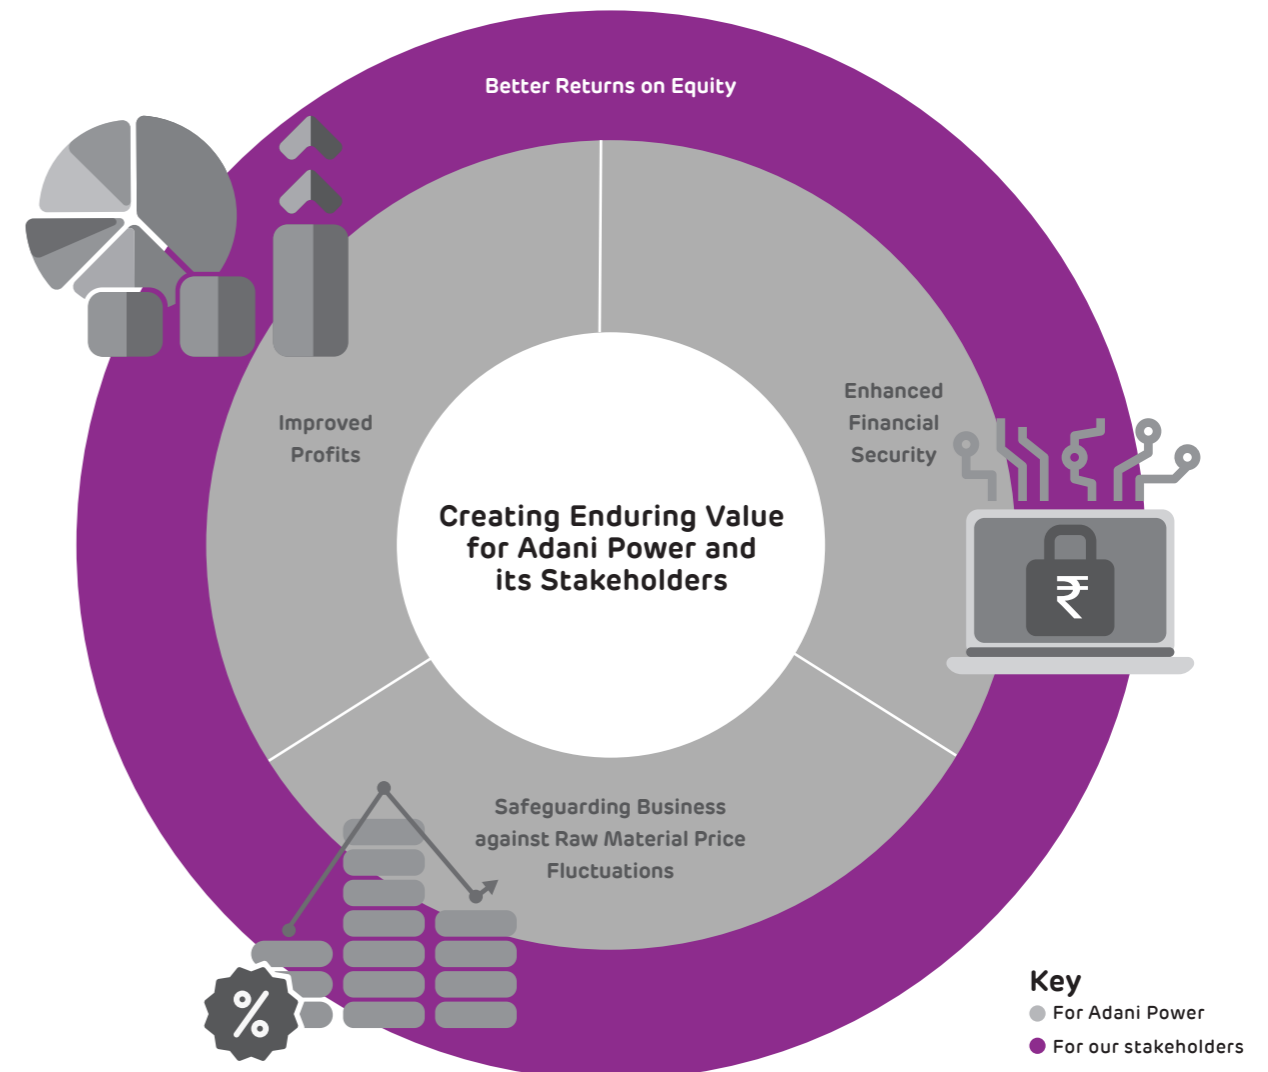 Better Returns on Equity
Improved
Profits
Enhanced
Financial
Security
₹
Creating Enduring Value
for Adani Power and
its Stakeholders
Safeguarding Business
against Raw Material Price
Fluctuations
%
Key
For Adani Power
For our stakeholders